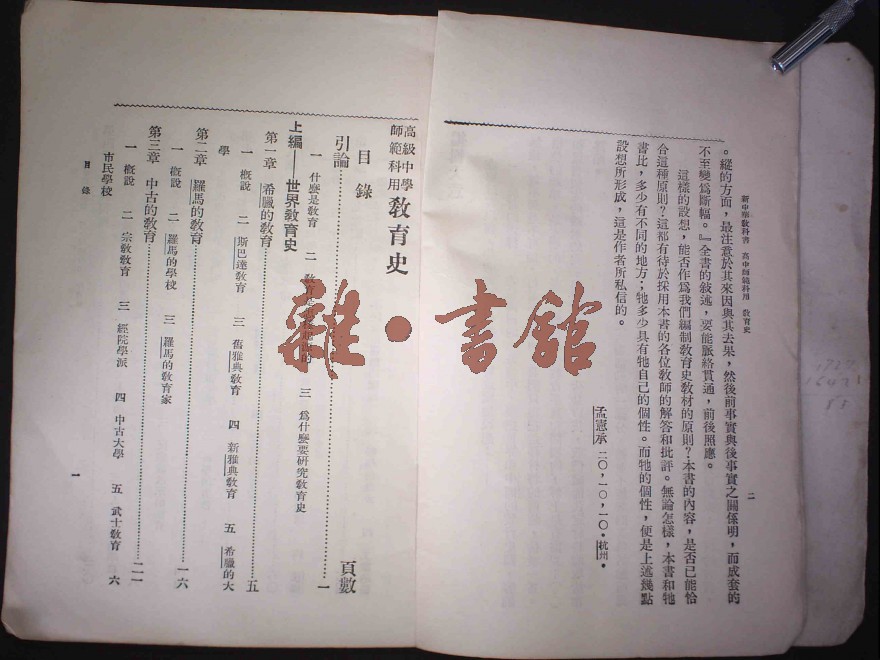 新中華教科書 高中師範科用 教育史
二
。縱的方面，最注意於其來因與其去果，然後前事實與後事實之關係明，而成套的
不至變爲斷幅。』全書的敍述，要能脈絡貫通，前後照應。
這樣的設想，能否作爲我們編制教育史教材的原則？本書的內容，是否已能恰
合這種原則？這都有待於採用本書的各位教師的解答和批評。無論怎樣，本書和牠
書比，多少有不同的地方；牠多少具有牠自己的個性。而牠的個性，便是上述幾點
設想所形成，這是作者所私信的。
孟憲承 二〇，一〇，一〇。杭州。
高級中學師範科用 教育史
目錄
頁數
引論……一
一 什麼是教育 二 教育 三 爲什麼要研究教育史
上編——世界教育史
第一章 希臘的教育……五
一 概說 二 斯巴達教育 三 舊雅典教育 四 新雅典教育 五 希臘的大
學
第二章 羅馬的教育……一六
一 概說 二 羅馬的學校 三 羅馬的教育家
第三章 中古的教育……二一
一 概說 二 宗教教育 三 經院學派 四 中古大學 五 武士教育 六
市民學校
目錄
一
雜·書館